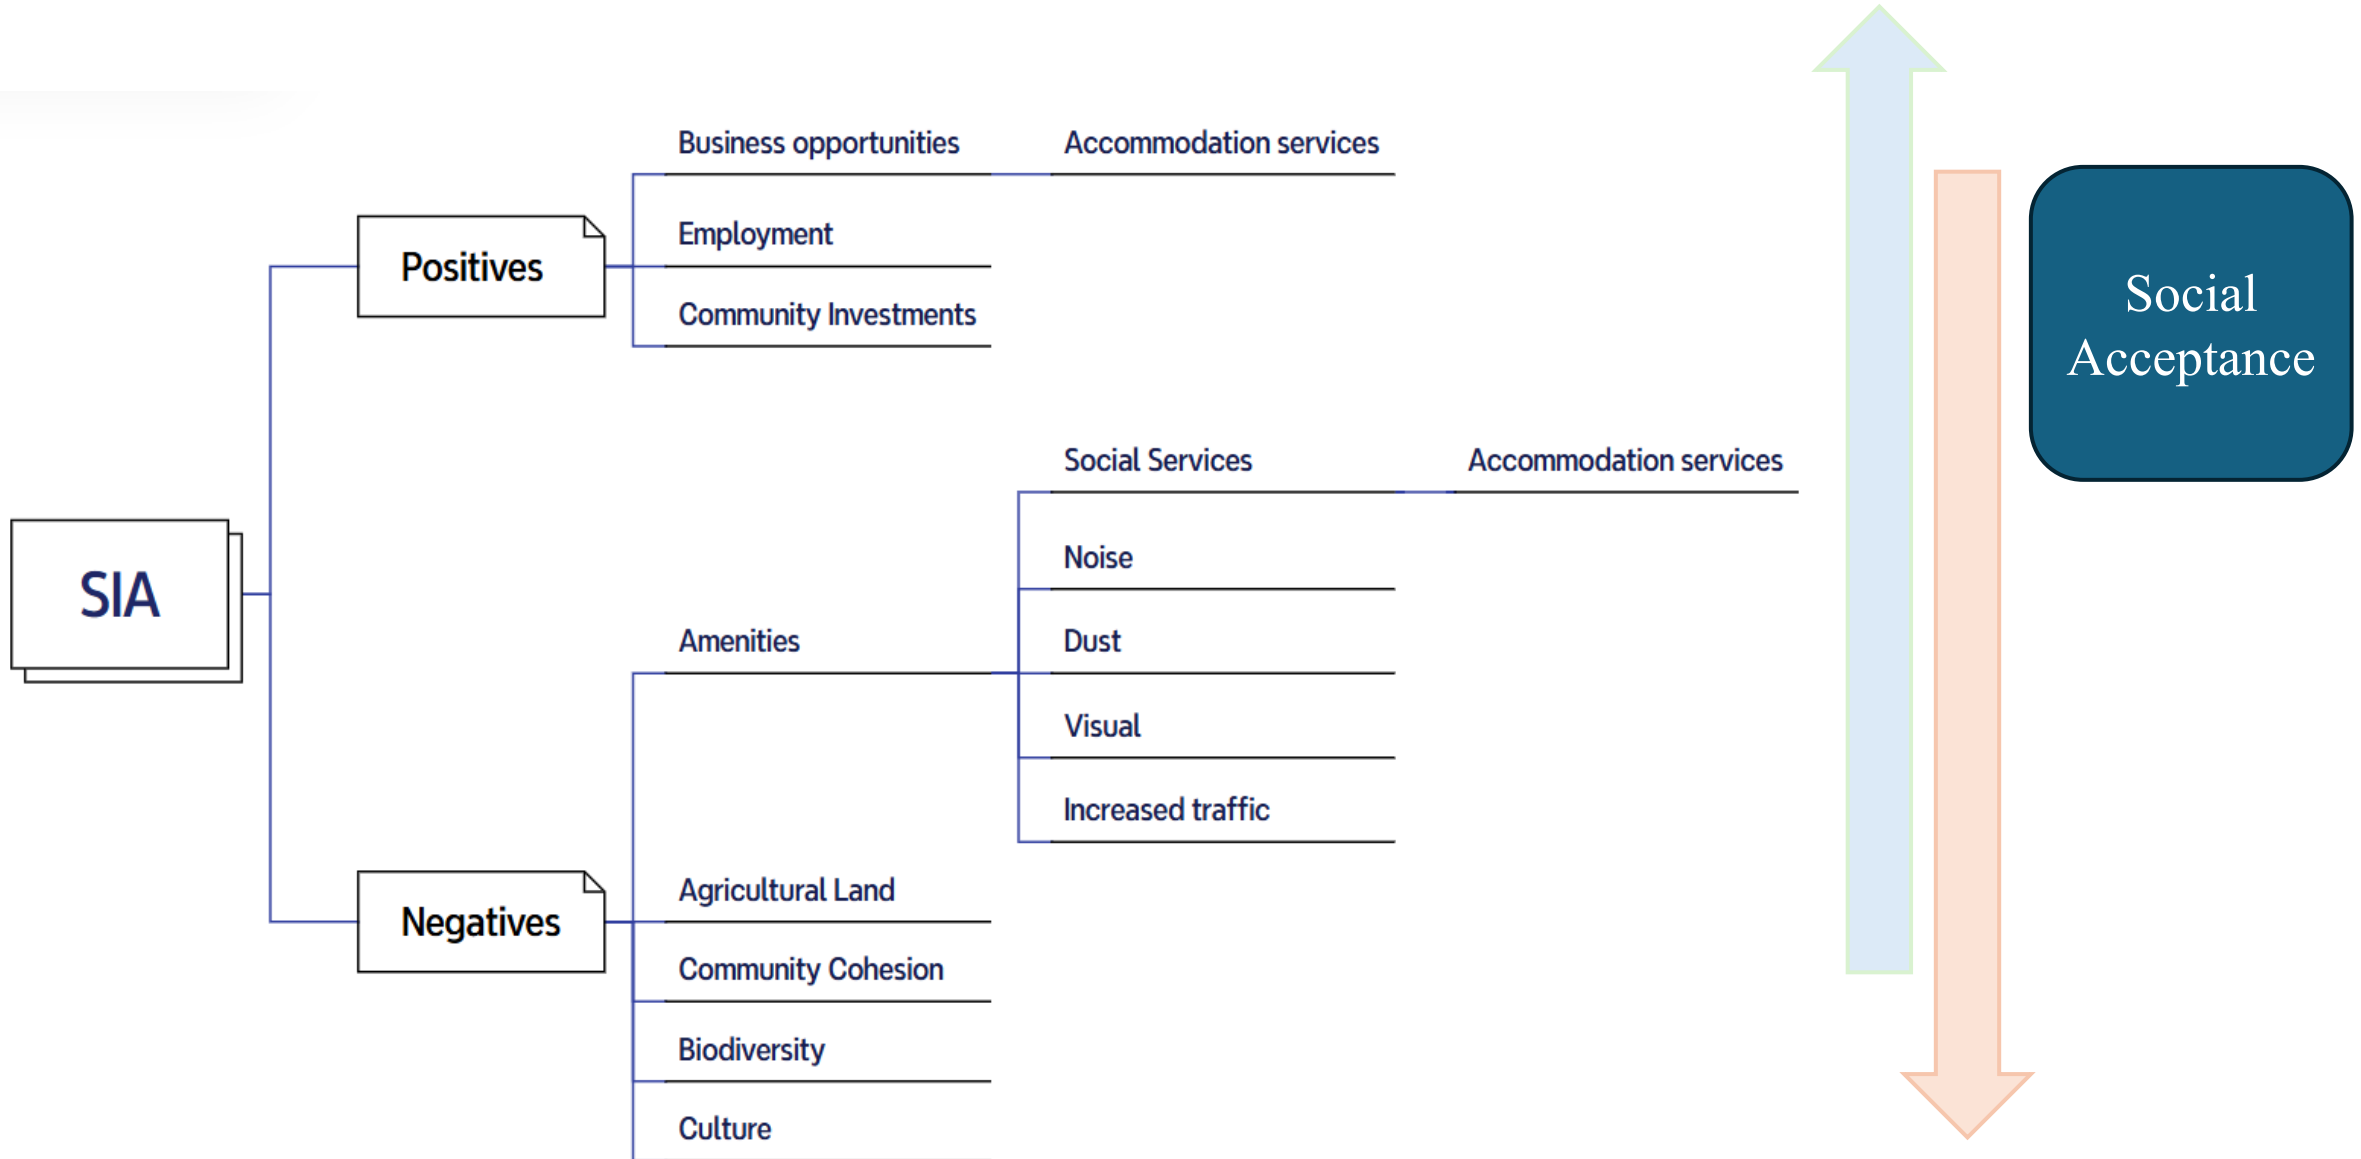 Business opportunities
Accommodation services
Employment
Positives
Community Investments
Social
Acceptance
Social Services
Accommodation services
Noise
SIA
Amenities
Dust
Visual
Increased traffic
Agricultural Land
Negatives
Community Cohesion
Biodiversity
Culture